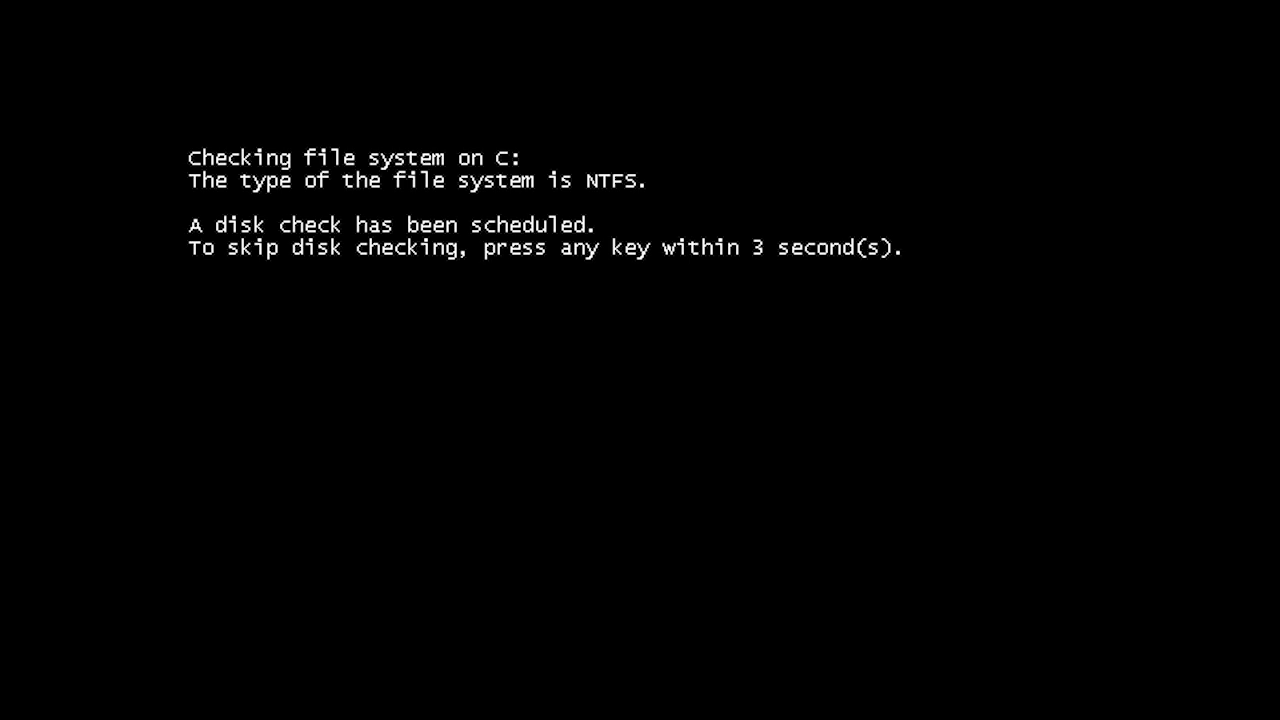 Checking file system on C:
The type of the file system is NTFS.
A disk check has been scheduled.
To skip disk checking, press any key within 3 second(s).